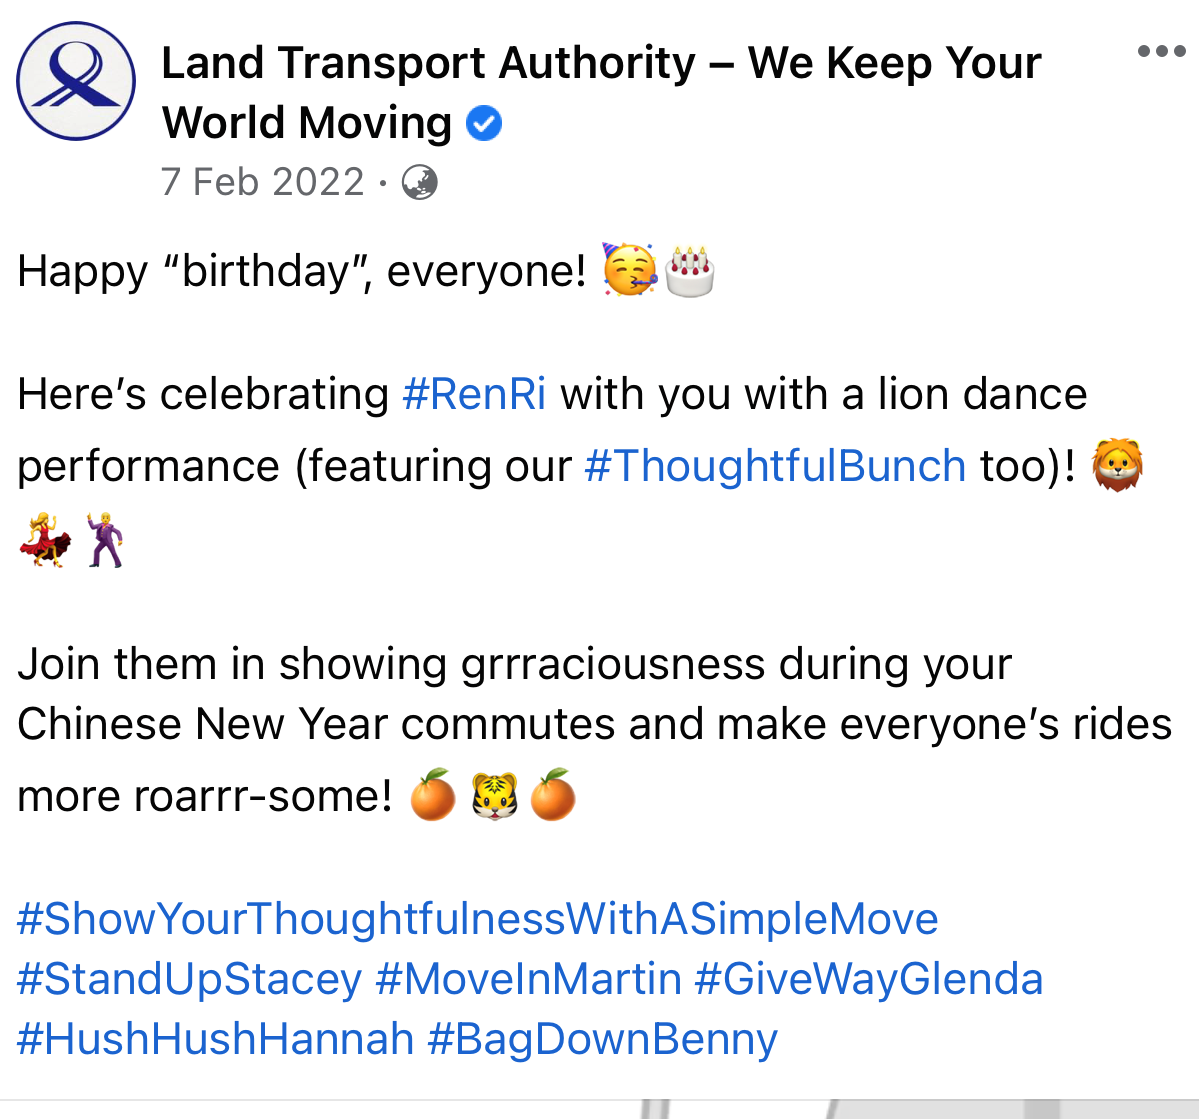 Land Transport Authority – We Keep Your
World Moving
7 Feb 2022 ·
Happy “birthday”, everyone! 🥳🎂
Here’s celebrating #RenRi with you with a lion dance
performance (featuring our #ThoughtfulBunch too)! 🦁
💃🕺
Join them in showing grrraciousness during your
Chinese New Year commutes and make everyone’s rides
more roarrr-some! 🍊🐯🍊
#ShowYourThoughtfulnessWithASimpleMove
#StandUpStacey #MoveInMartin #GiveWayGlenda
#HushHushHannah #BagDownBenny